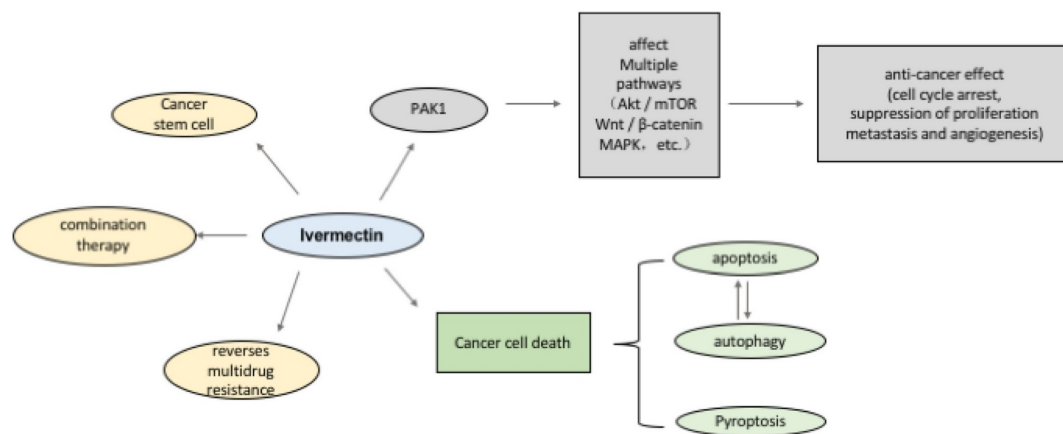 Cancer
stem cell
PAK1
affect
Multiple
pathways
（Akt / mTOR
Wnt / β-catenin
MAPK，etc.）
anti-cancer effect
(cell cycle arrest,
suppression of proliferation
metastasis and angiogenesis)
combination
therapy
Ivermectin
reverses
multidrug
resistance
Cancer cell death
apoptosis
autophagy
Pyroptosis